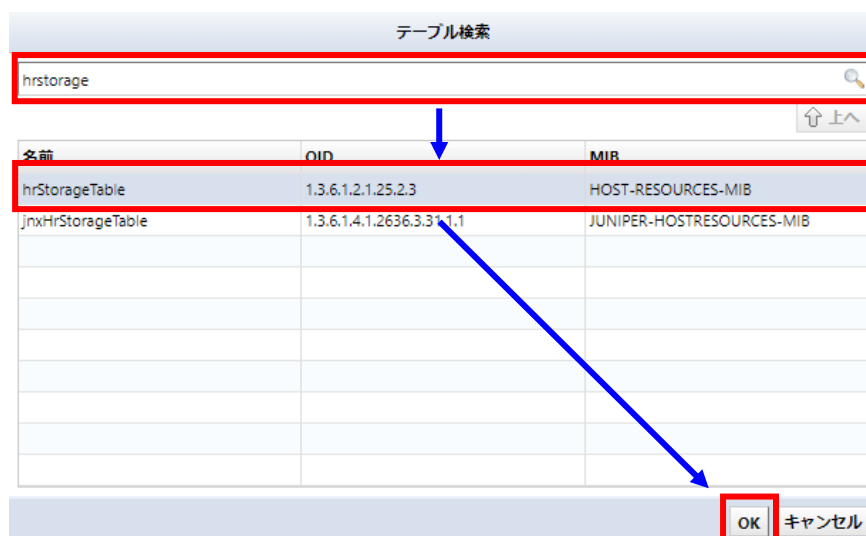 テーブル検索
hrstorage
上へ
名前 OID MIB
hrStorageTable 1.3.6.1.2.1.25.2.3 HOST-RESOURCES-MIB
jnxHrStorageTable 1.3.6.1.4.1.2636.3.31.1.1 JUNIPER-HOSTRESOURCES-MIB
OK キャンセル